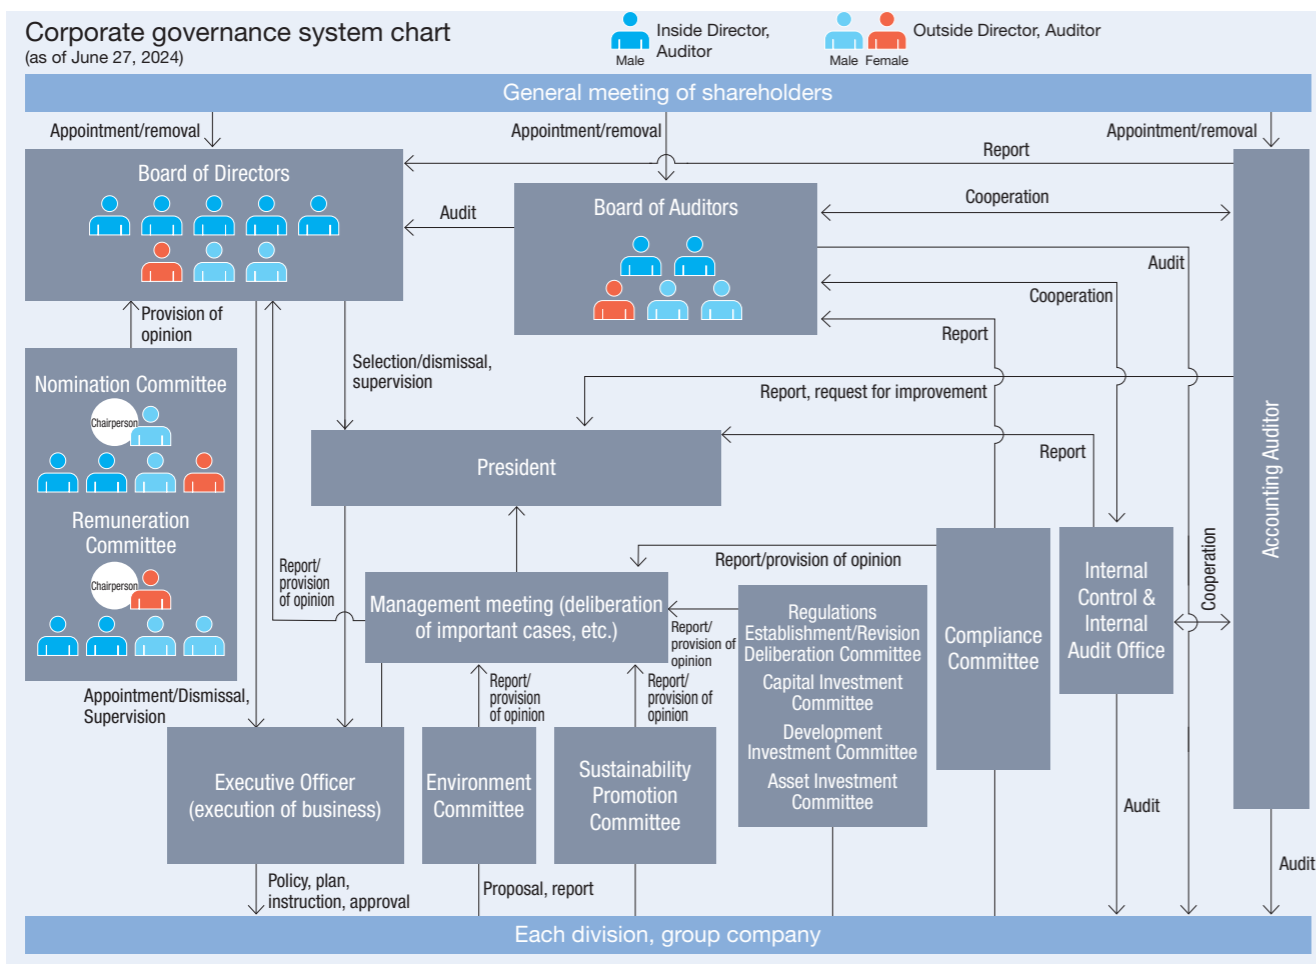 Corporate governance system chart
(as of June 27, 2024)
Male
Inside Director,
Auditor
Male
Female
Outside Director, Auditor
General meeting of shareholders
Appointment/removal
Appointment/removal
Appointment/removal
Board of Directors
Report
Board of Auditors
Audit
Cooperation
Audit
Cooperation
Report
Provision of
opinion
Selection/dismissal,
supervision
Report, request for improvement
Nomination Committee
Chairperson
Remuneration
Committee
Chairperson
President
Report
Accounting Auditor
Report/
provision
of opinion
Report/provision of opinion
Management meeting (deliberation
of important cases, etc.)
Report/
provision of
opinion
Regulations
Establishment/Revision
Deliberation Committee
Capital Investment
Committee
Development
Investment Committee
Asset Investment
Committee
Compliance
Committee
Internal
Control &
Internal
Audit Office
Cooperation
Appointment/Dismissal,
Supervision
Report/
provision
of opinion
Report/
provision of
opinion
Executive Officer
(execution of business)
Environment
Committee
Sustainability
Promotion
Committee
Audit
Audit
Policy, plan,
instruction, approval
Proposal, report
Each division, group company